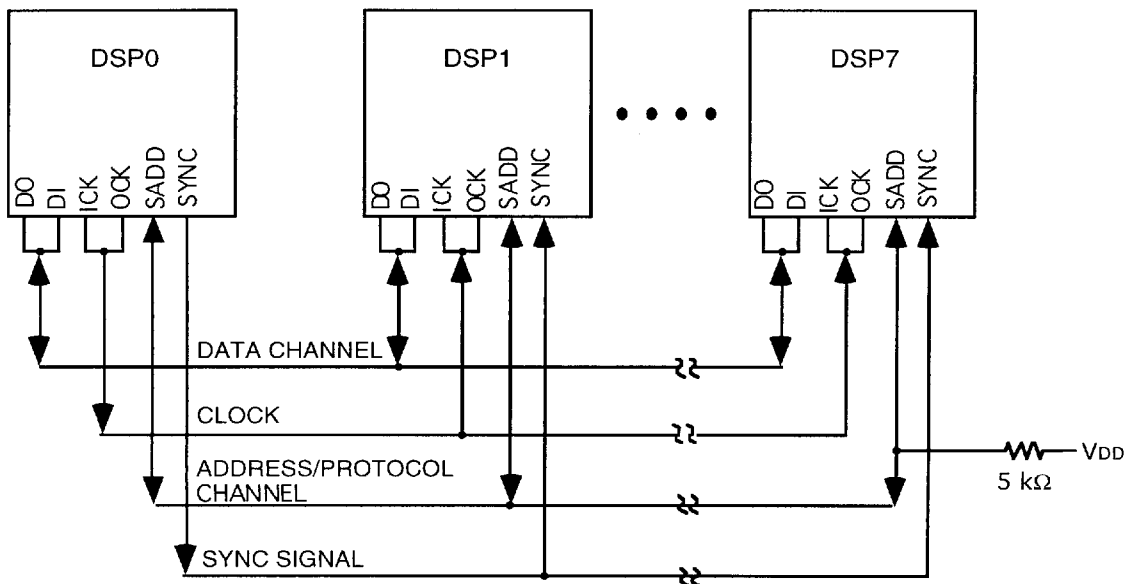 DSP0
DSP1
DSP7
DO
DI
ICK
OCK
SADD
SYNC
DO
DI
ICK
OCK
SADD
SYNC
DO
DI
ICK
OCK
SADD
SYNC
DATA CHANNEL
CLOCK
ADDRESS/PROTOCOL
CHANNEL
SYNC SIGNAL
VDD
5 kΩ